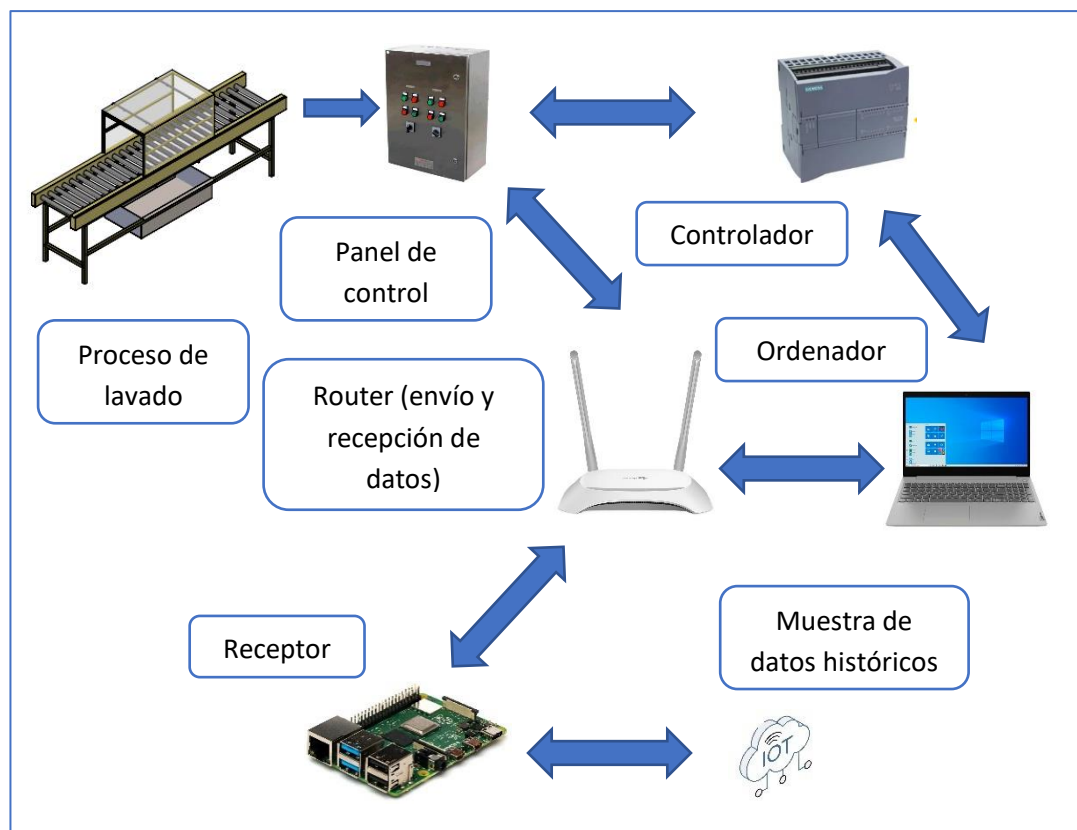 SIEMENS
Panel de
control
Controlador
Proceso de
lavado
Router (envío y
recepción de
datos)
Ordenador
Receptor
Muestra de
datos históricos
IOT